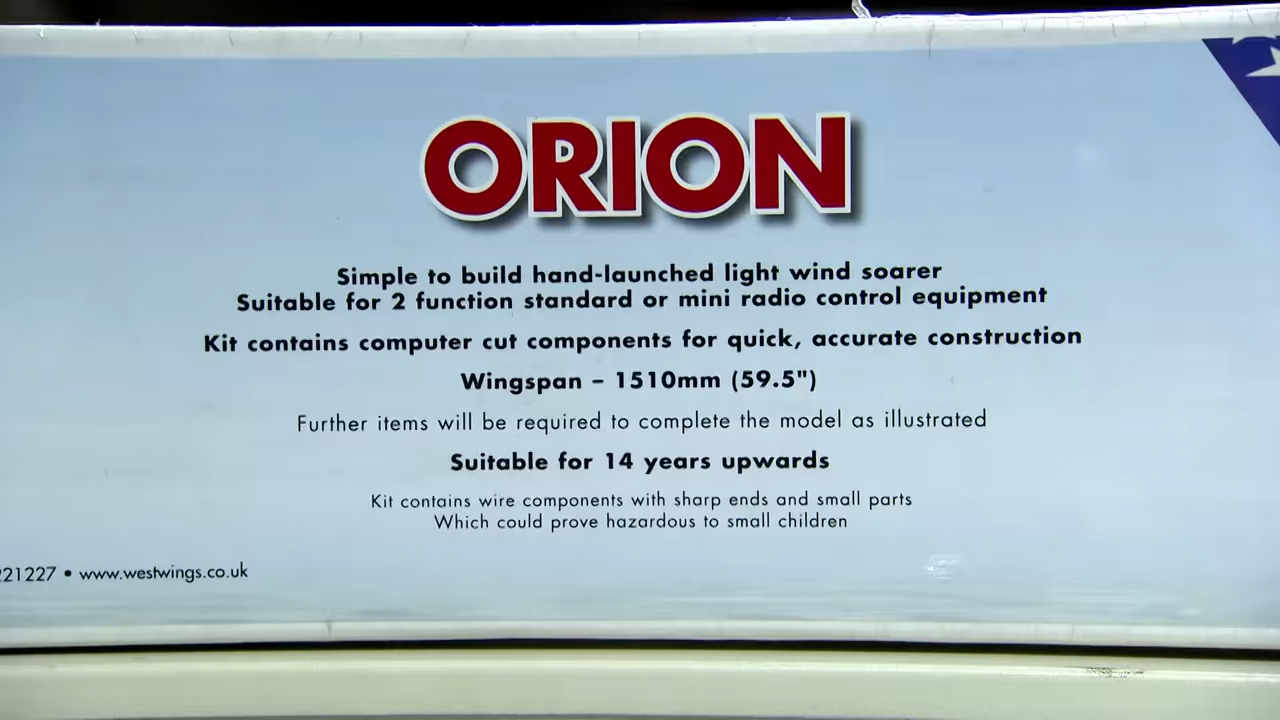 ORION
Simple to build hand-launched light wind soarer
Suitable for 2 function standard or mini radio control equipment
Kit contains computer cut components for quick, accurate construction
Wingspan – 1510mm (59.5")
Further items will be required to complete the model as illustrated
Suitable for 14 years upwards
Kit contains wire components with sharp ends and small parts
Which could prove hazardous to small children
221227 • www.westwings.co.uk